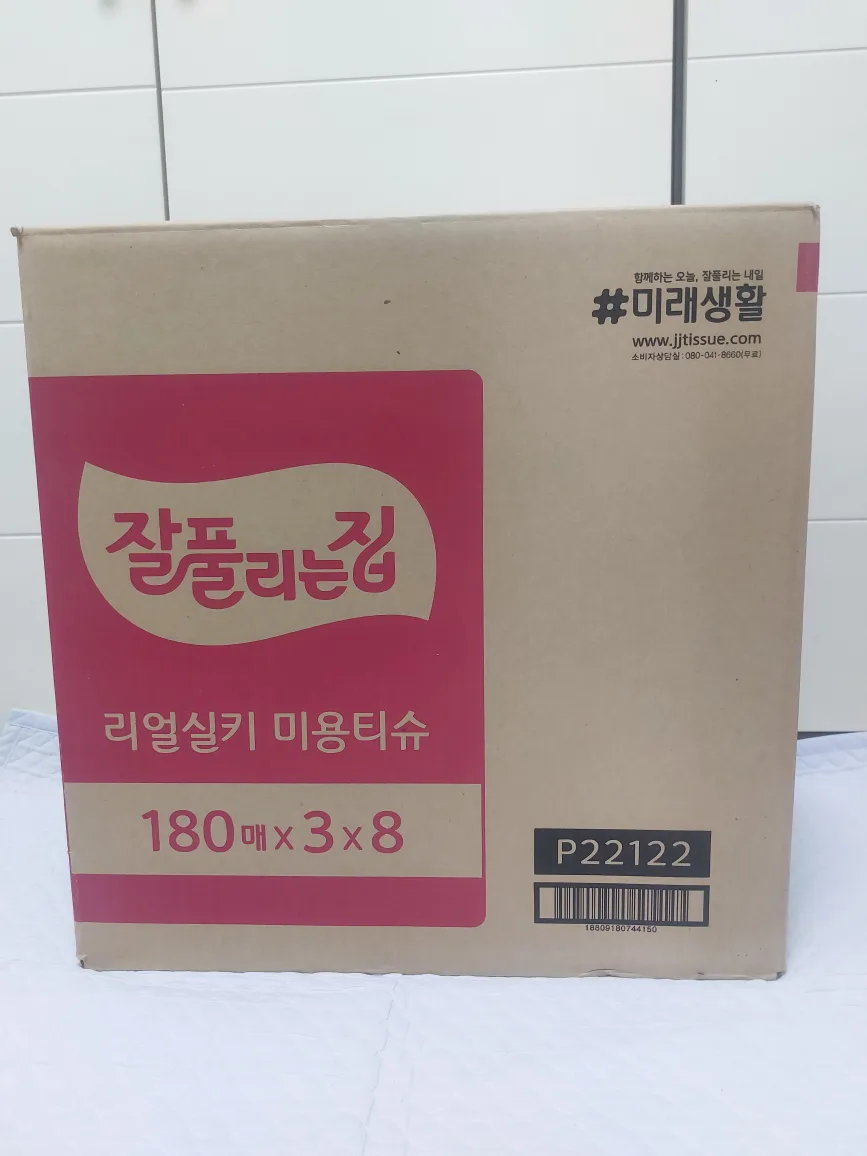 함께하는 오늘, 잘풀리는 내일
#미래생활
www.jjtissue.com
소비자상담실 : 080-041-8660(무료)
잘풀리는집
리얼실키 미용티슈
180매 x 3 x 8
P22122
18809180744150